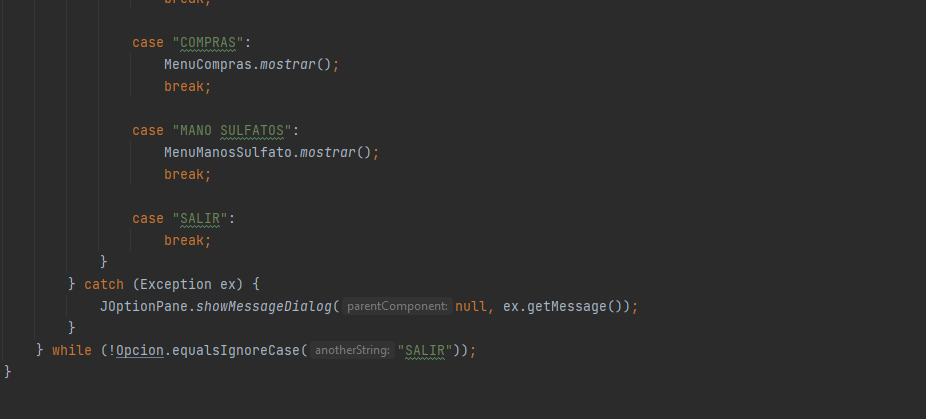 break;
case "COMPRAS":
MenuCompras.mostrar();
break;
case "MANO SULFATOS":
MenuManosSulfato.mostrar();
break;
case "SALIR":
break;
}
} catch (Exception ex) {
JOptionPane.showMessageDialog( parentComponent: null, ex.getMessage());
}
} while (!Opcion.equalsIgnoreCase( anotherString: "SALIR"));
}